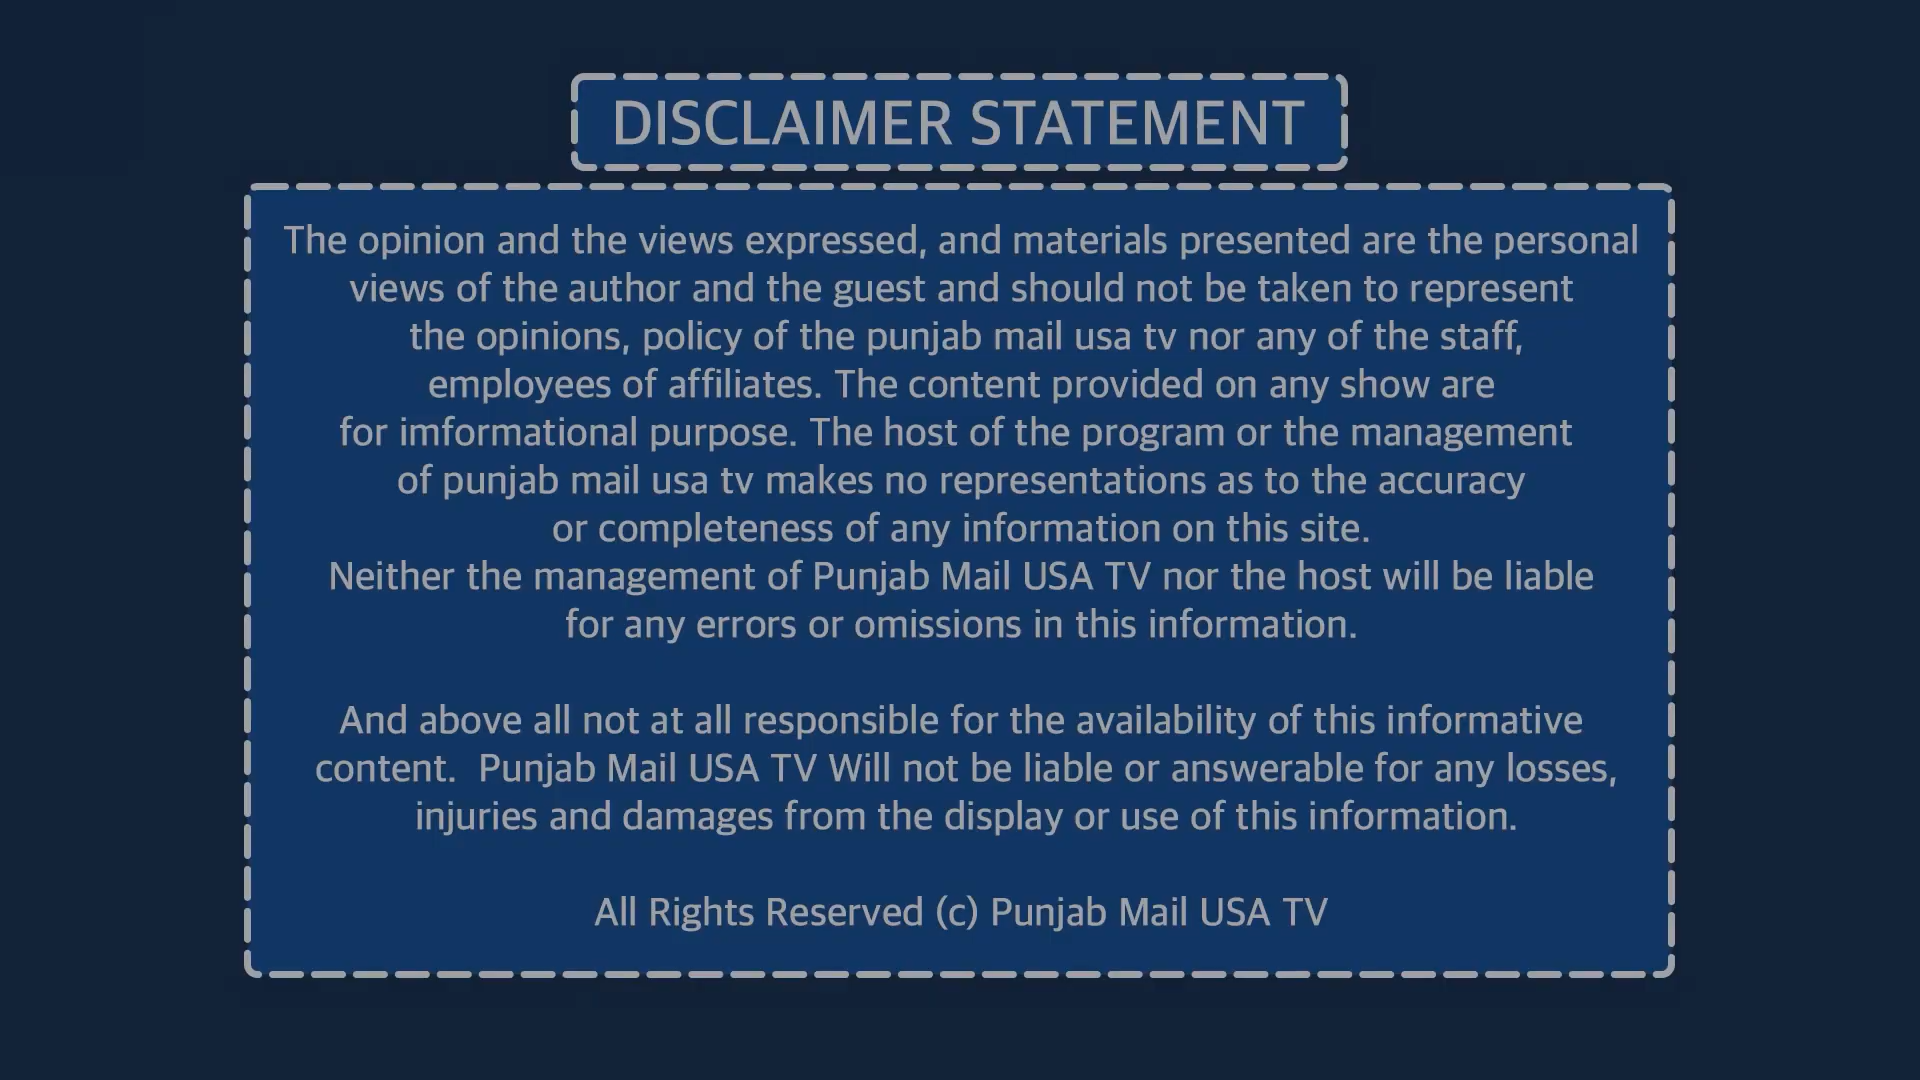 DISCLAIMER STATEMENT
The opinion and the views expressed, and materials presented are the personal
views of the author and the guest and should not be taken to represent
the opinions, policy of the punjab mail usa tv nor any of the staff,
employees of affiliates. The content provided on any show are
for imformational purpose. The host of the program or the management
of punjab mail usa tv makes no representations as to the accuracy
or completeness of any information on this site.
Neither the management of Punjab Mail USA TV nor the host will be liable
for any errors or omissions in this information.
And above all not at all responsible for the availability of this informative
content.  Punjab Mail USA TV Will not be liable or answerable for any losses,
injuries and damages from the display or use of this information.
All Rights Reserved (c) Punjab Mail USA TV